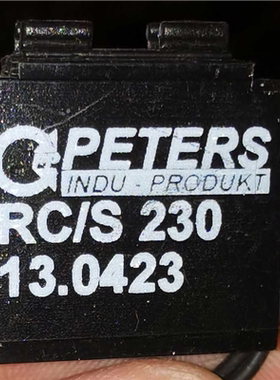 PETERS
INDU - PRODUKT
RC/S 230
13.0423